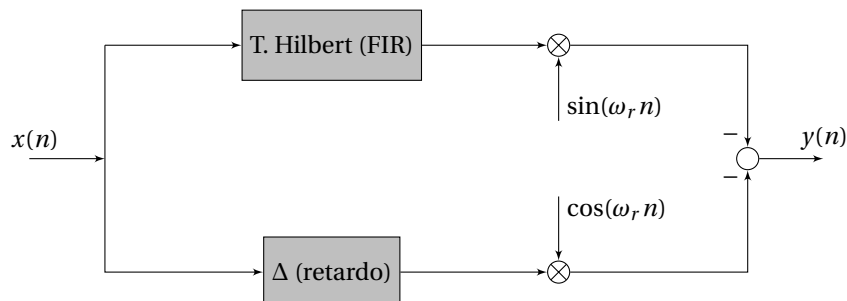 T. Hilbert (FIR)
sin(ω_r n)
x(n)
−
y(n)
−
cos(ω_r n)
Δ (retardo)